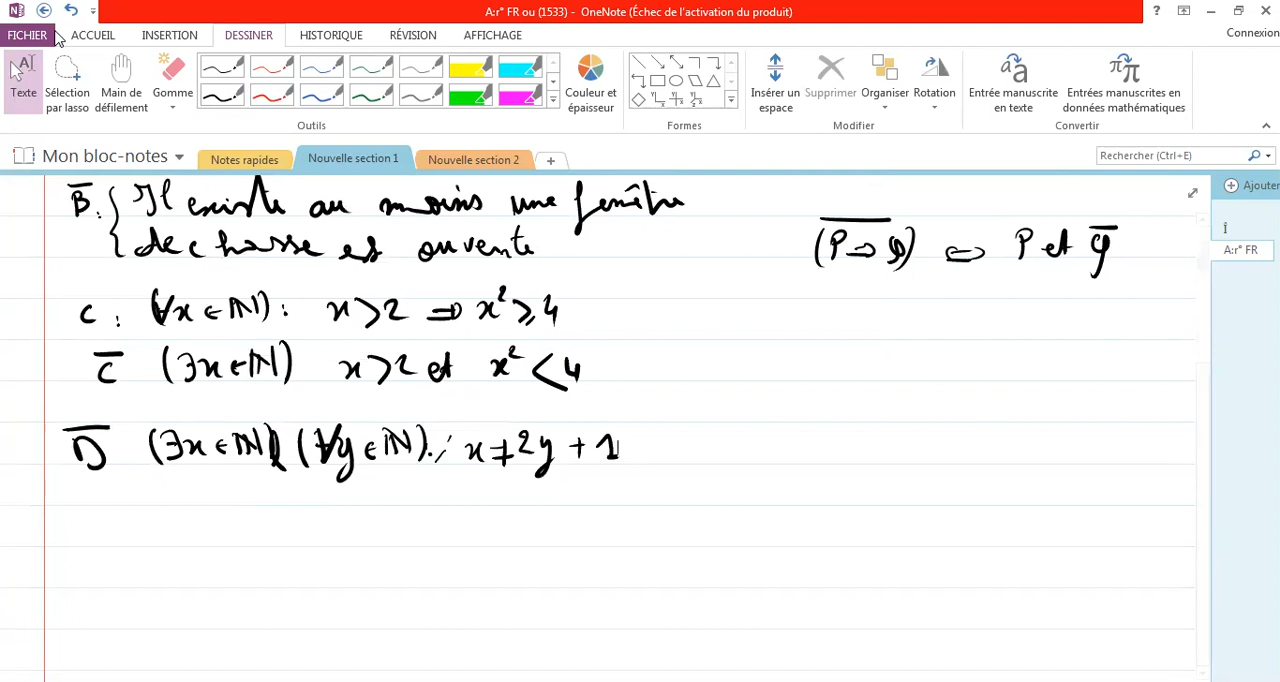 A:r° FR ou (1533) - OneNote (Échec de l'activation du produit)
?
FICHIER ACCUEIL INSERTION DESSINER HISTORIQUE RÉVISION AFFICHAGE Connexion
Texte Sélection par lasso Main de défilement Gomme Couleur et épaisseur Insérer un espace Supprimer Organiser Rotation Entrée manuscrite en texte Entrées manuscrites en données mathématiques
Outils Formes Modifier Convertir
Mon bloc-notes Notes rapides Nouvelle section 1 Nouvelle section 2 Rechercher (Ctrl+E)
Ajouter
Î
A:r° FR
B̅ : { Il existe au moins une fenêtre
de classe est ouverte
\overline{(P ⇒ Q)} ⇔ P et \overline{q}
C : (∀x ∈ ℕ) : x > 2 ⇒ x² ≥ 4
C̅ (∃x ∈ ℕ) x > 2 et x² < 4
D̅ (∃x ∈ ℕ) (∀y ∈ ℕ) : x ≠ 2y + 1